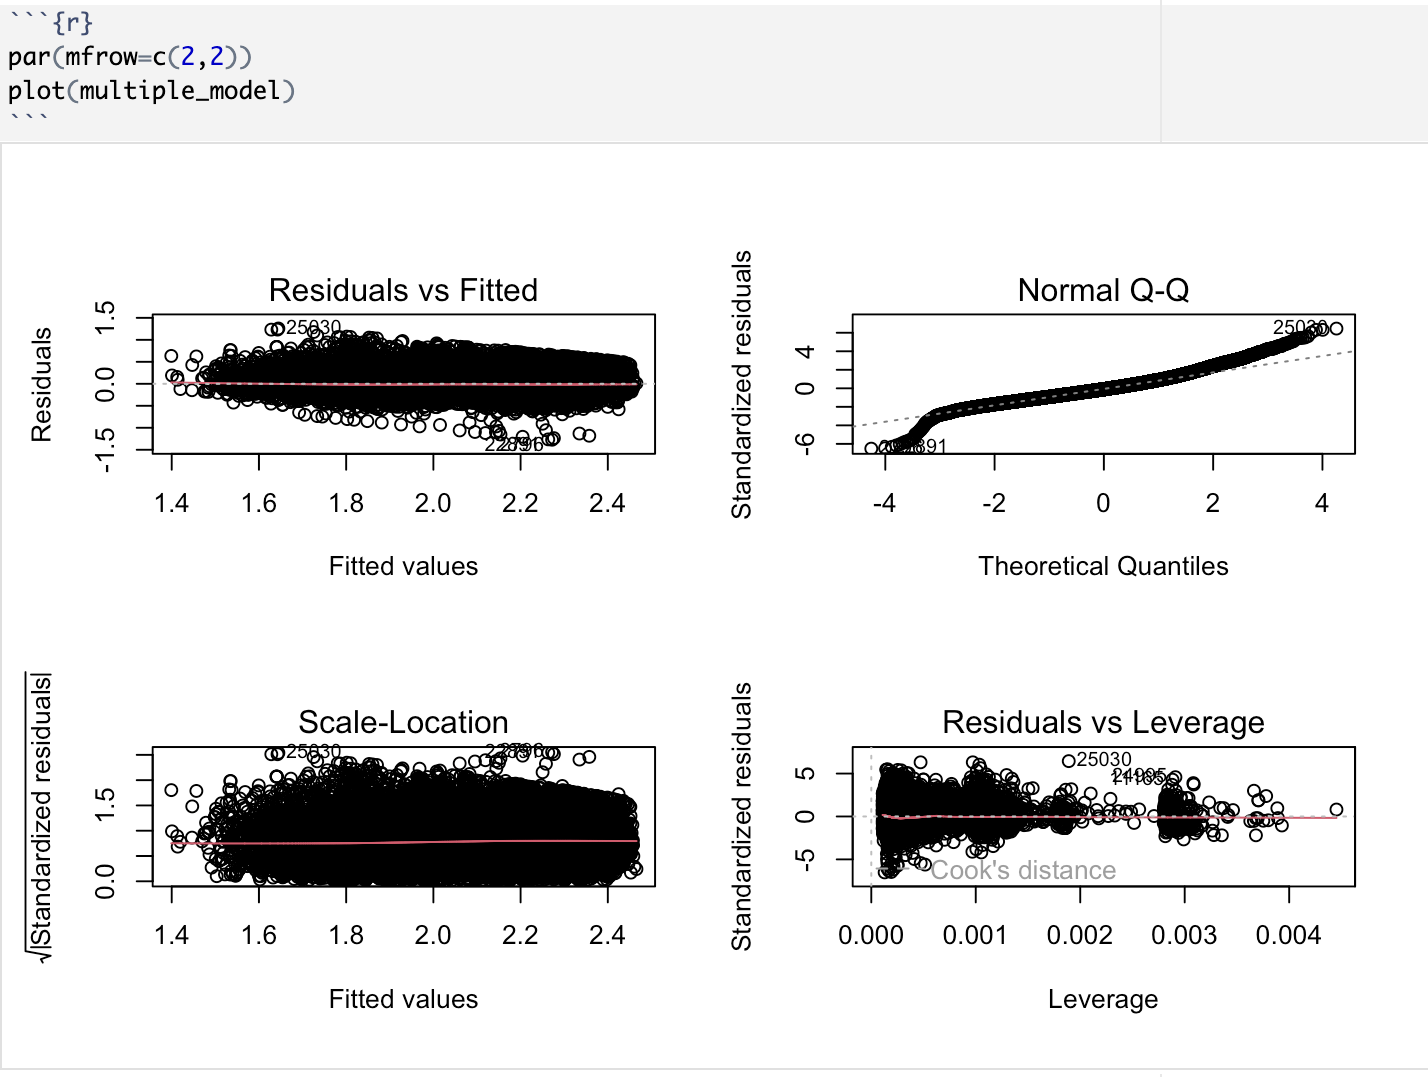 ```{r}
par(mfrow=c(2,2))
plot(multiple_model)
```
Residuals vs Fitted
Residuals
1.5
0.0
-1.5
25030
1.4 1.6 1.8 2.0 2.2 2.4
Fitted values
Normal Q-Q
Standardized residuals
4
0
-6
25030
-4 -2 0 2 4
Theoretical Quantiles
Scale-Location
√|Standardized residuals|
1.5
0.0
25030
1.4 1.6 1.8 2.0 2.2 2.4
Fitted values
Residuals vs Leverage
Standardized residuals
5
0
-5
25030
Cook's distance
0.000 0.001 0.002 0.003 0.004
Leverage